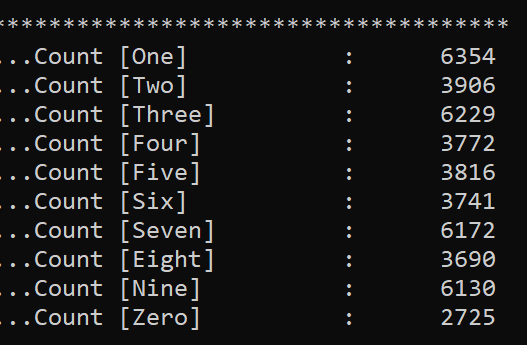 ***************************************
...Count [One] : 6354
...Count [Two] : 3906
...Count [Three] : 6229
...Count [Four] : 3772
...Count [Five] : 3816
...Count [Six] : 3741
...Count [Seven] : 6172
...Count [Eight] : 3690
...Count [Nine] : 6130
...Count [Zero] : 2725